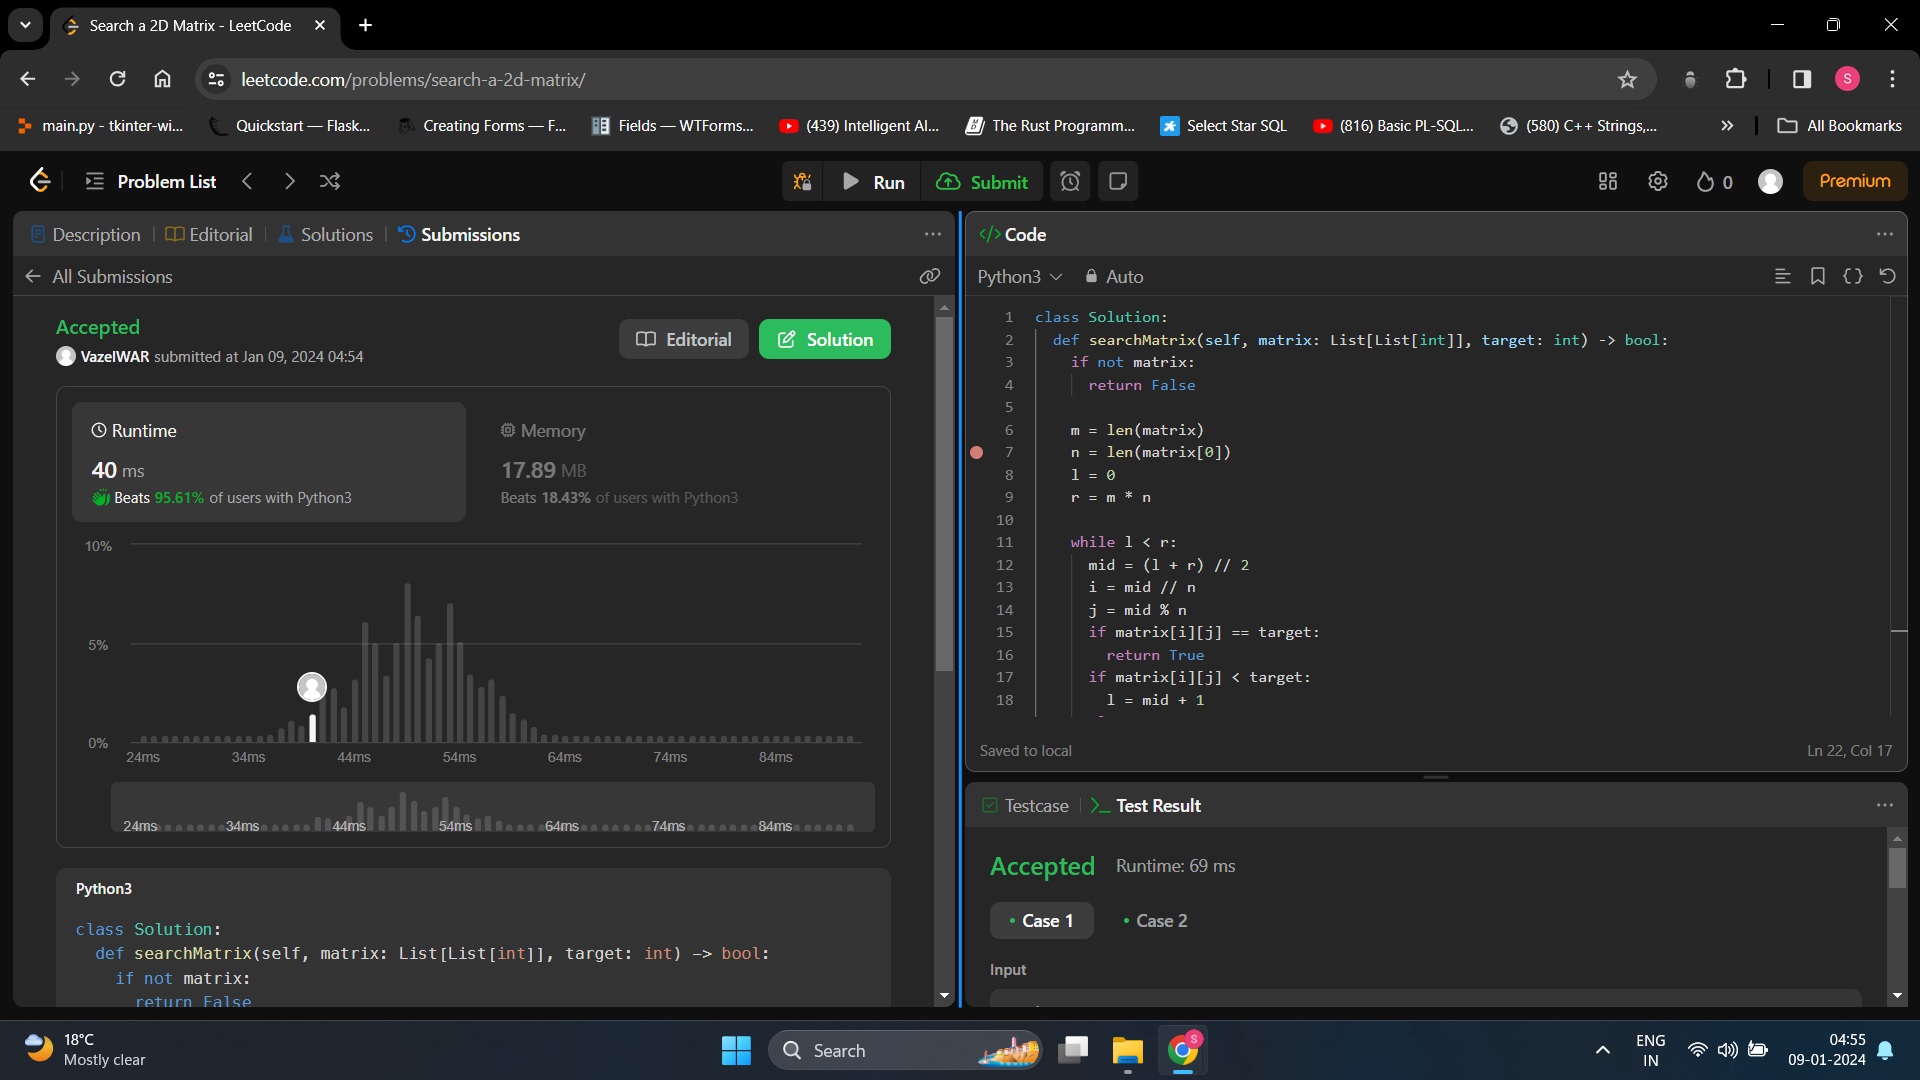 Search a 2D Matrix - LeetCode
leetcode.com/problems/search-a-2d-matrix/
S
main.py - tkinter-wi...
Quickstart — Flask...
Creating Forms — F...
Fields — WTForms...
(439) Intelligent AI...
The Rust Programm...
Select Star SQL
(816) Basic PL-SQL...
(580) C++ Strings,...
All Bookmarks
Problem List
Run
Submit
0
Premium
Description
Editorial
Solutions
Submissions
All Submissions
Accepted
VazelWAR submitted at Jan 09, 2024 04:54
Editorial
Solution
Runtime
40 ms
Beats 95.61% of users with Python3
Memory
17.89 MB
Beats 18.43% of users with Python3
10%
5%
0%
24ms 34ms 44ms 54ms 64ms 74ms 84ms
24ms 34ms 44ms 54ms 64ms 74ms 84ms
Python3
class Solution:
def searchMatrix(self, matrix: List[List[int]], target: int) -> bool:
if not matrix:
return False
</> Code
Python3
Auto
1 class Solution:
2 def searchMatrix(self, matrix: List[List[int]], target: int) -> bool:
3 if not matrix:
4 return False
5
6 m = len(matrix)
7 n = len(matrix[0])
8 l = 0
9 r = m * n
10
11 while l < r:
12 mid = (l + r) // 2
13 i = mid // n
14 j = mid % n
15 if matrix[i][j] == target:
16 return True
17 if matrix[i][j] < target:
18 l = mid + 1
Saved to local
Ln 22, Col 17
Testcase
Test Result
Accepted Runtime: 69 ms
Case 1
Case 2
Input
18°C
Mostly clear
Search
S
ENG
IN
04:55
09-01-2024